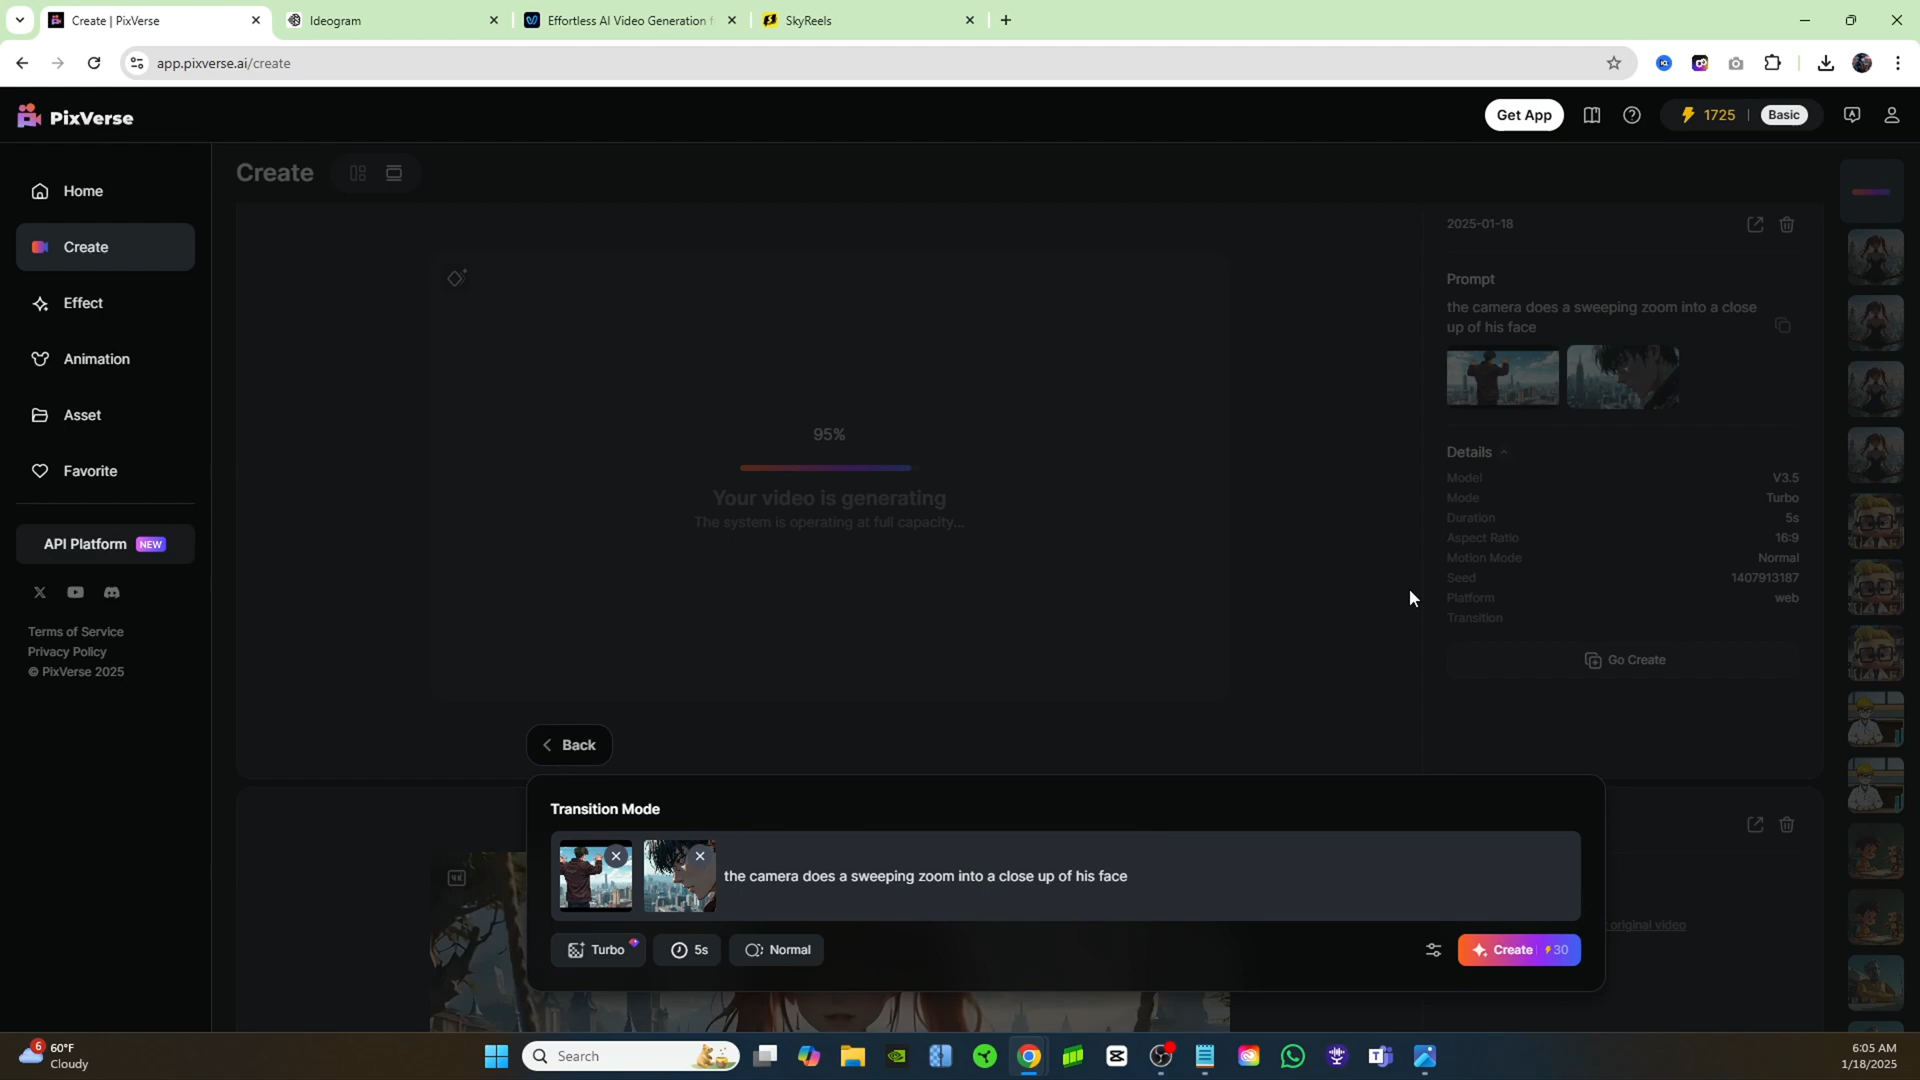 Create | PixVerse
Ideogram
Effortless AI Video Generation f
SkyReels
app.pixverse.ai/create
PixVerse
Get App
1725
Basic
Home
Create
Effect
Animation
Asset
Favorite
API Platform NEW
Terms of Service
Privacy Policy
© PixVerse 2025
Create
95%
Your video is generating
The system is operating at full capacity...
2025-01-18
Prompt
the camera does a sweeping zoom into a close
up of his face
Details
Model V3.5
Mode Turbo
Duration 5s
Aspect Ratio 16:9
Motion Mode Normal
Seed 1407913187
Platform web
Transition
Go Create
Back
Transition Mode
the camera does a sweeping zoom into a close up of his face
Turbo
5s
Normal
Create 30
4K
original video
6
60°F
Cloudy
Search
6:05 AM
1/18/2025